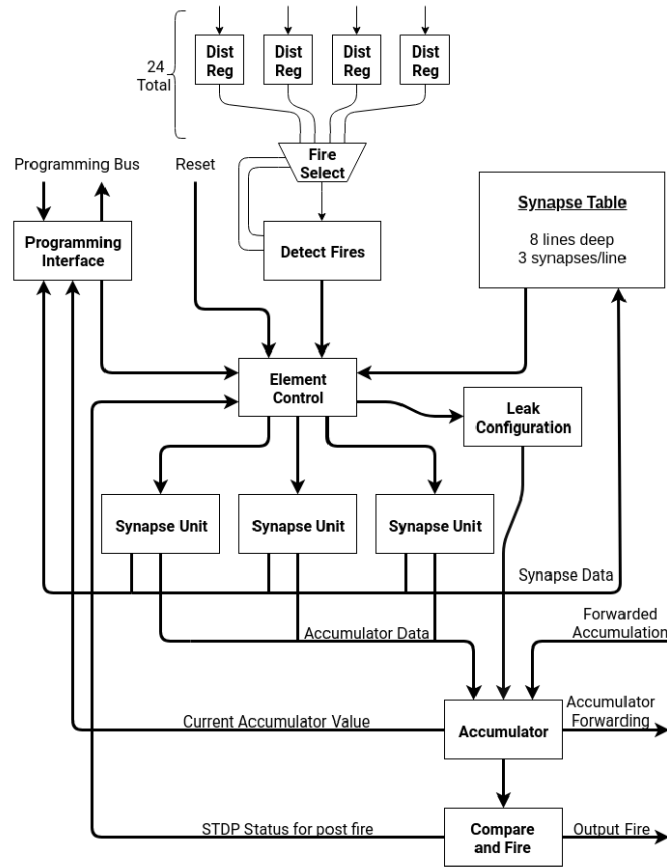 24
Total
Dist
Reg
Dist
Reg
Dist
Reg
Dist
Reg
Fire
Select
Programming Bus
Reset
Programming
Interface
Detect Fires
Synapse Table
8 lines deep
3 synapses/line
Element
Control
Leak
Configuration
Synapse Unit
Synapse Unit
Synapse Unit
Synapse Data
Accumulator Data
Forwarded
Accumulation
Current Accumulator Value
Accumulator
Accumulator
Forwarding
STDP Status for post fire
Compare
and Fire
Output Fire